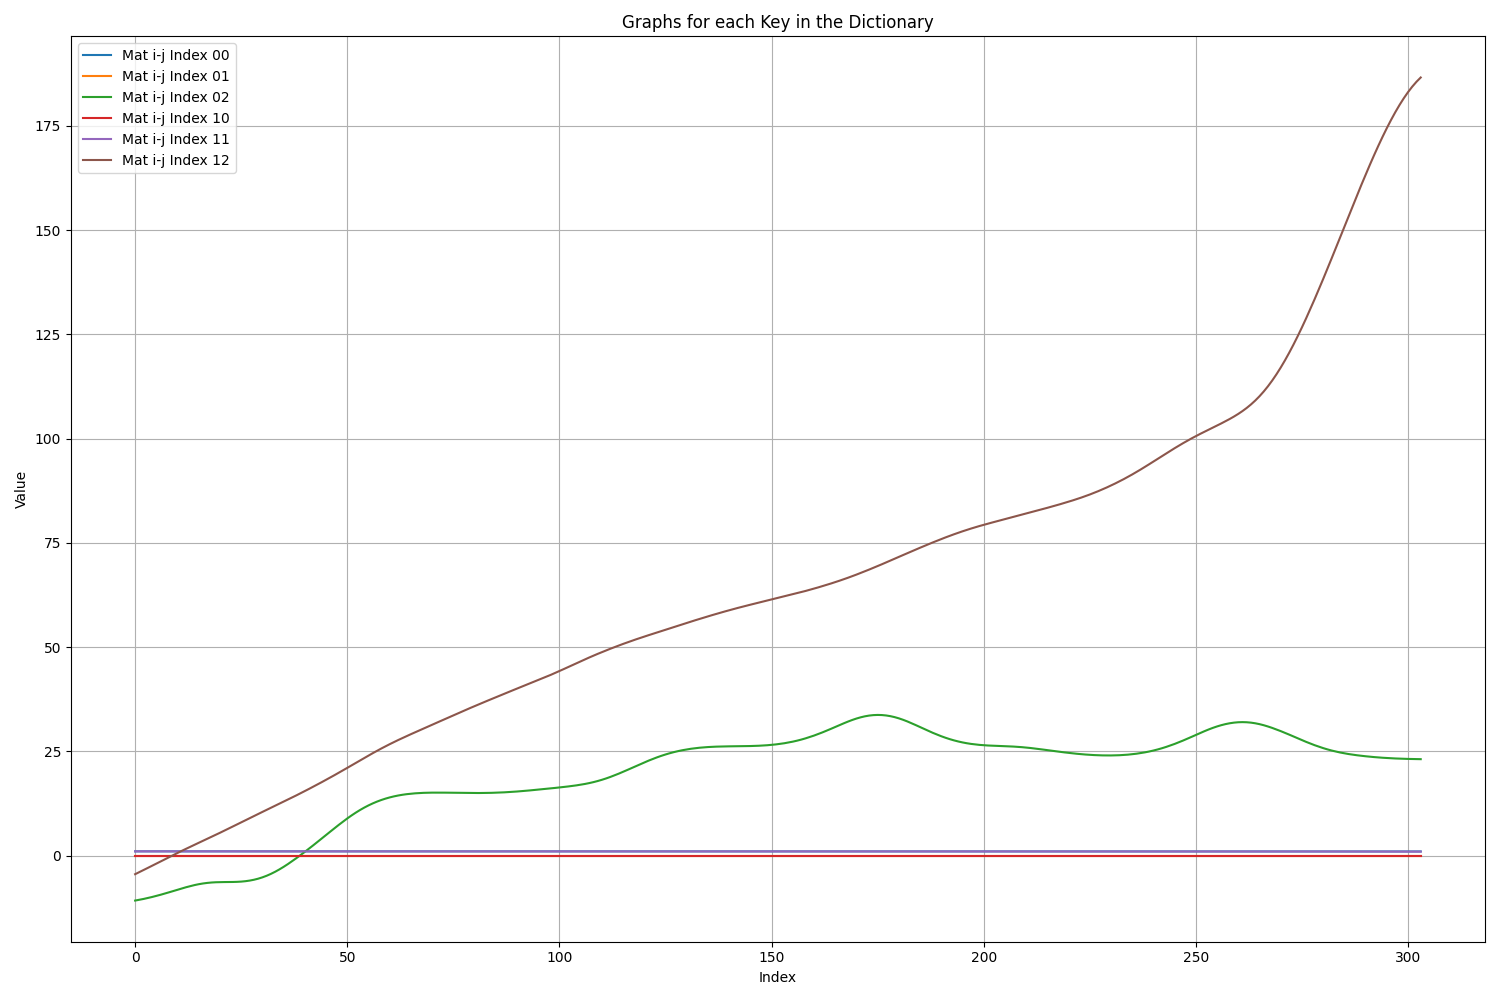 Graphs for each Key in the Dictionary
Mat i-j Index 00
Mat i-j Index 01
Mat i-j Index 02
Mat i-j Index 10
Mat i-j Index 11
Mat i-j Index 12
175
150
125
100
75
50
25
0
Value
0 50 100 150 200 250 300
Index